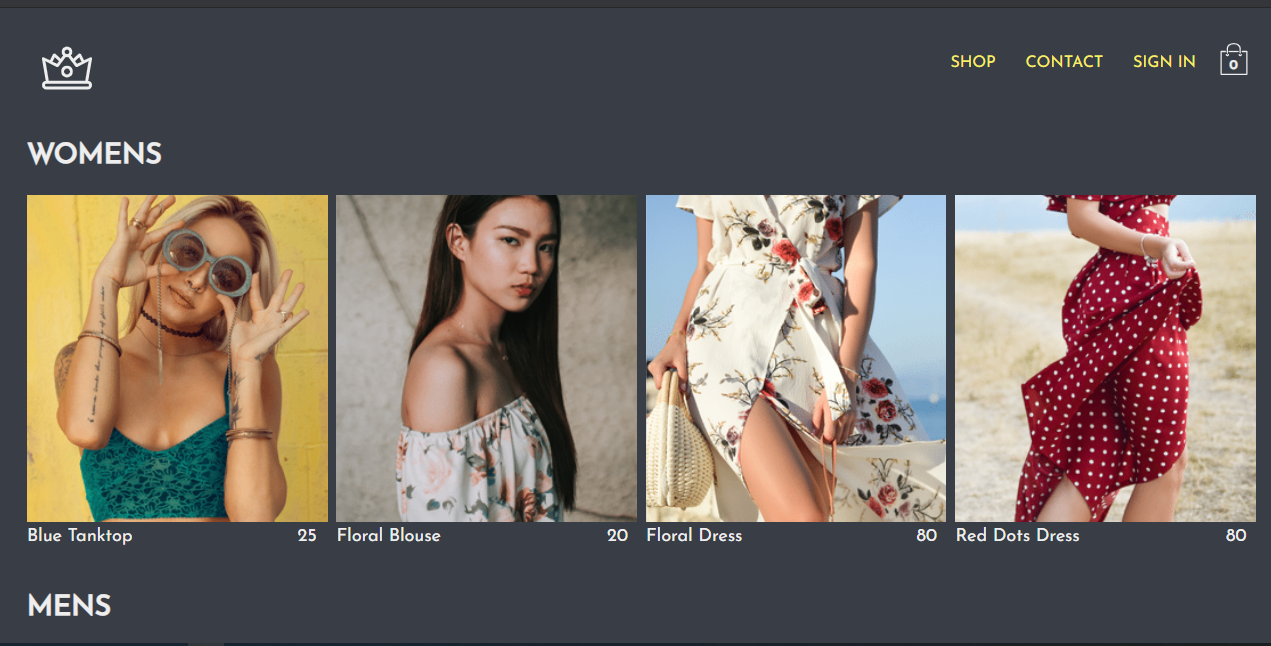 SHOP CONTACT SIGN IN 0
WOMENS
Blue Tanktop 25 Floral Blouse 20 Floral Dress 80 Red Dots Dress 80
MENS